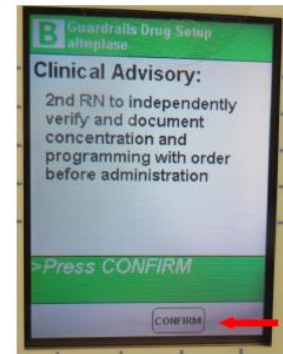 B Guardrails Drug Setup
alteplase
Clinical Advisory:
2nd RN to independently
verify and document
concentration and
programming with order
before administration
>Press CONFIRM
CONFIRM